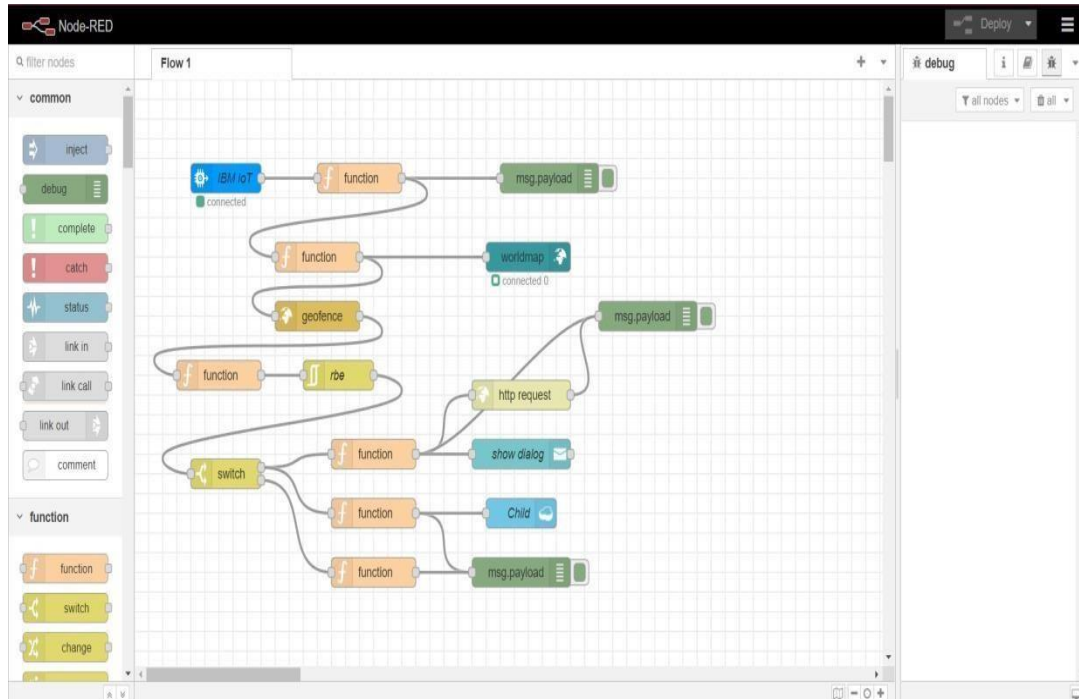 Node-RED
Deploy
filter nodes
Flow 1
debug
i
all nodes
all
common
inject
debug
complete
catch
status
link in
link call
link out
comment
function
function
switch
change
IBM IoT
connected
function
msg.payload
function
worldmap
connected 0
geofence
msg.payload
function
rbe
http request
switch
function
show dialog
function
Child
function
msg.payload